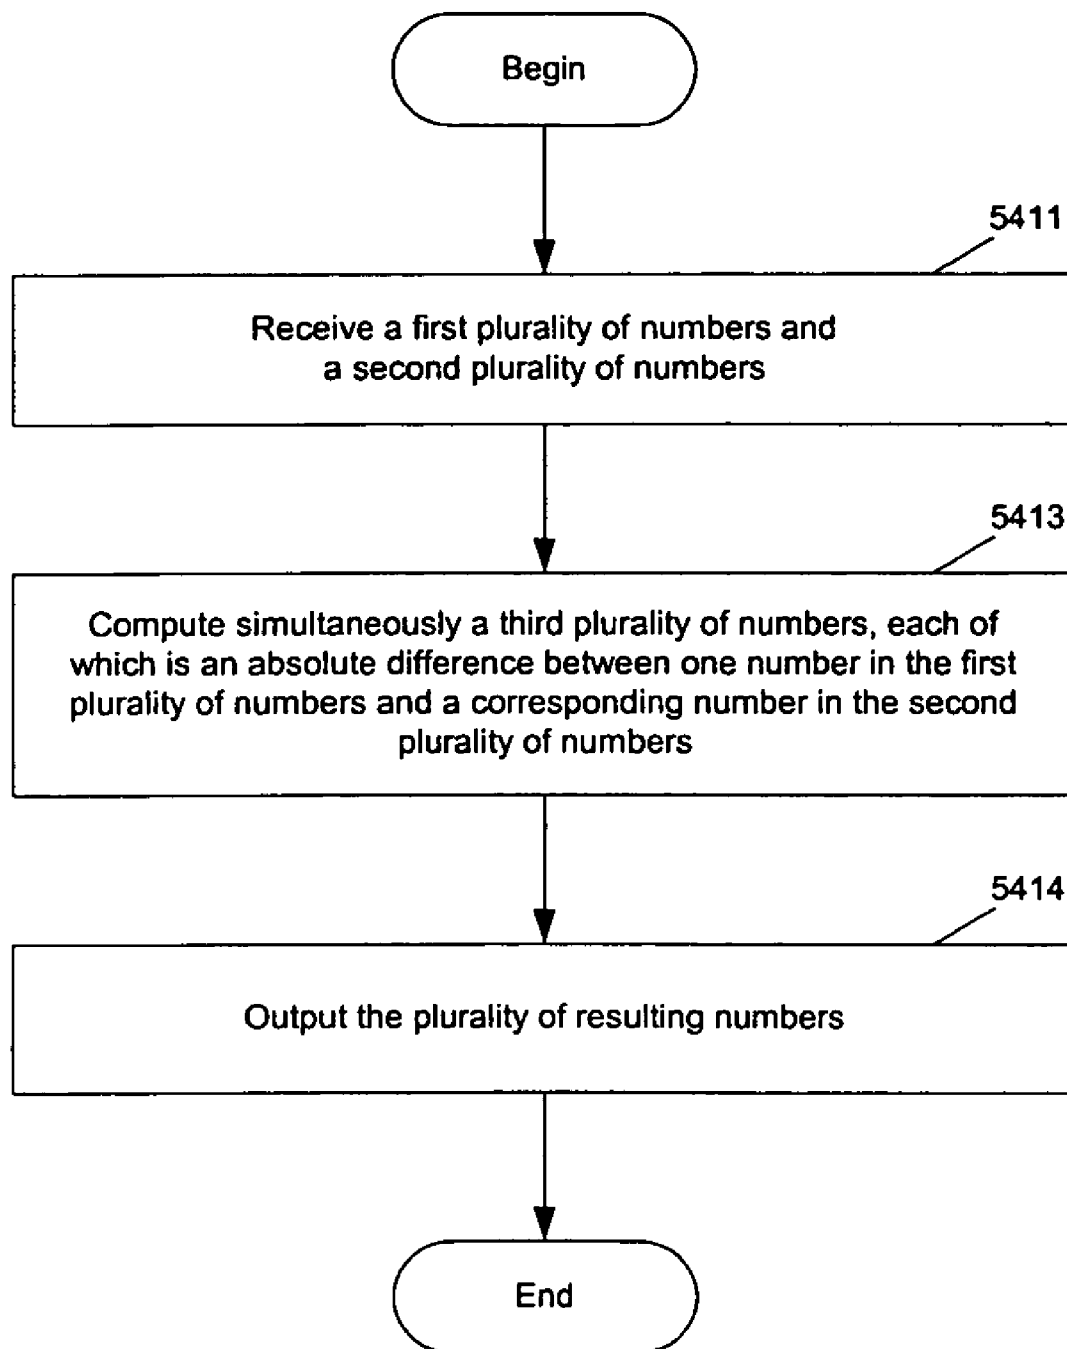 Begin
5411
Receive a first plurality of numbers and
a second plurality of numbers
5413
Compute simultaneously a third plurality of numbers, each of
which is an absolute difference between one number in the first
plurality of numbers and a corresponding number in the second
plurality of numbers
5414
Output the plurality of resulting numbers
End